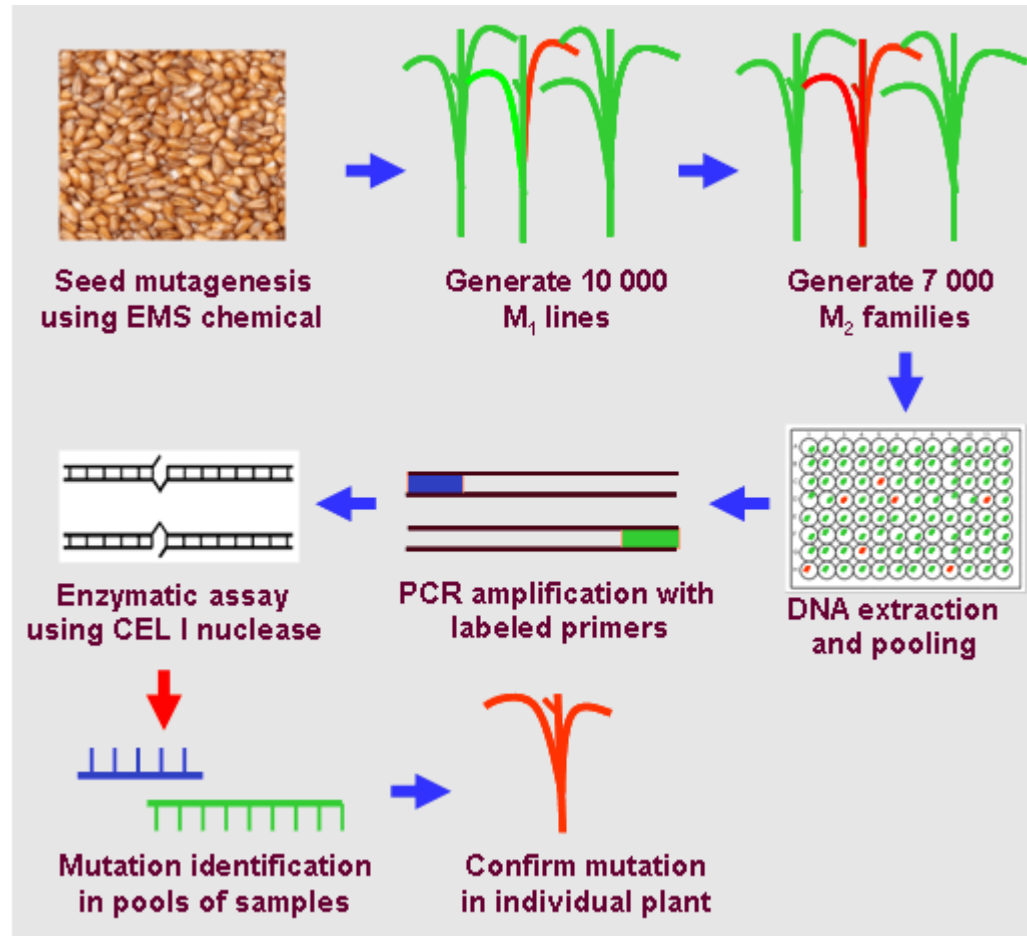 Seed mutagenesis
using EMS chemical
Generate 10 000
M₁ lines
Generate 7 000
M₂ families
DNA extraction
and pooling
PCR amplification with
labeled primers
Enzymatic assay
using CEL I nuclease
Mutation identification
in pools of samples
Confirm mutation
in individual plant